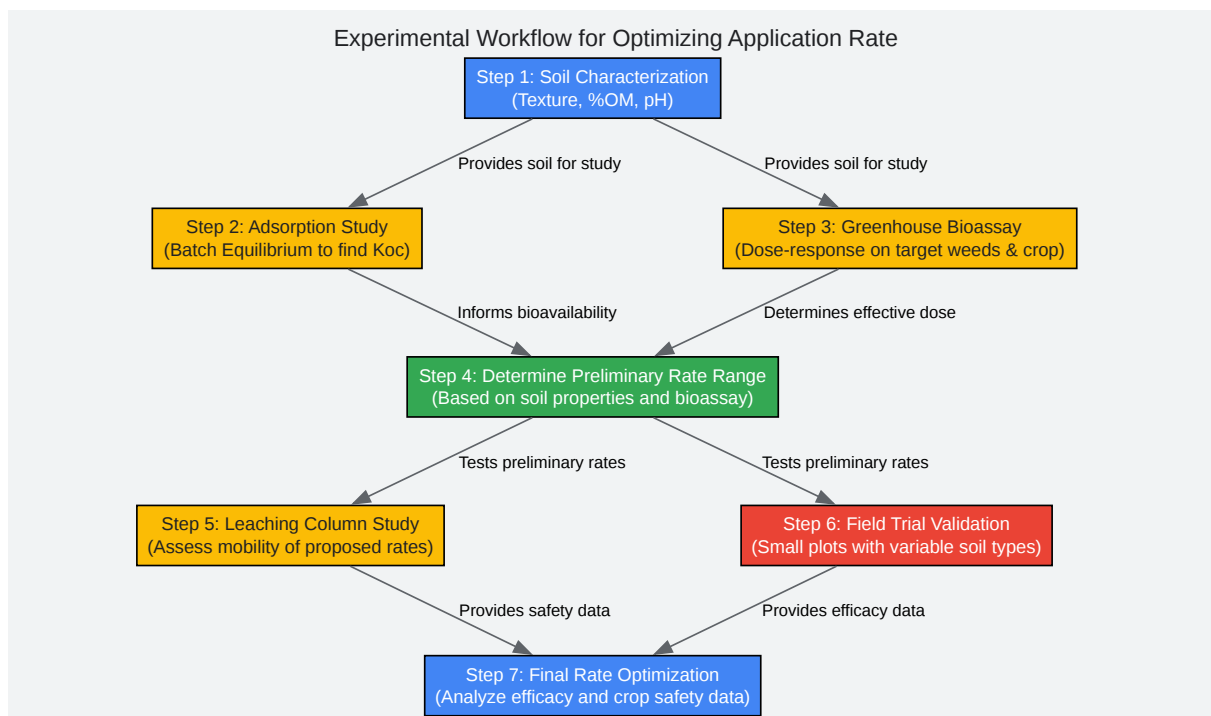 Experimental Workflow for Optimizing Application Rate
Step 1: Soil Characterization
(Texture, %OM, pH)
Provides soil for study
Provides soil for study
Step 2: Adsorption Study
(Batch Equilibrium to find Koc)
Step 3: Greenhouse Bioassay
(Dose-response on target weeds & crop)
Informs bioavailability
Determines effective dose
Step 4: Determine Preliminary Rate Range
(Based on soil properties and bioassay)
Tests preliminary rates
Tests preliminary rates
Step 5: Leaching Column Study
(Assess mobility of proposed rates)
Step 6: Field Trial Validation
(Small plots with variable soil types)
Provides safety data
Provides efficacy data
Step 7: Final Rate Optimization
(Analyze efficacy and crop safety data)